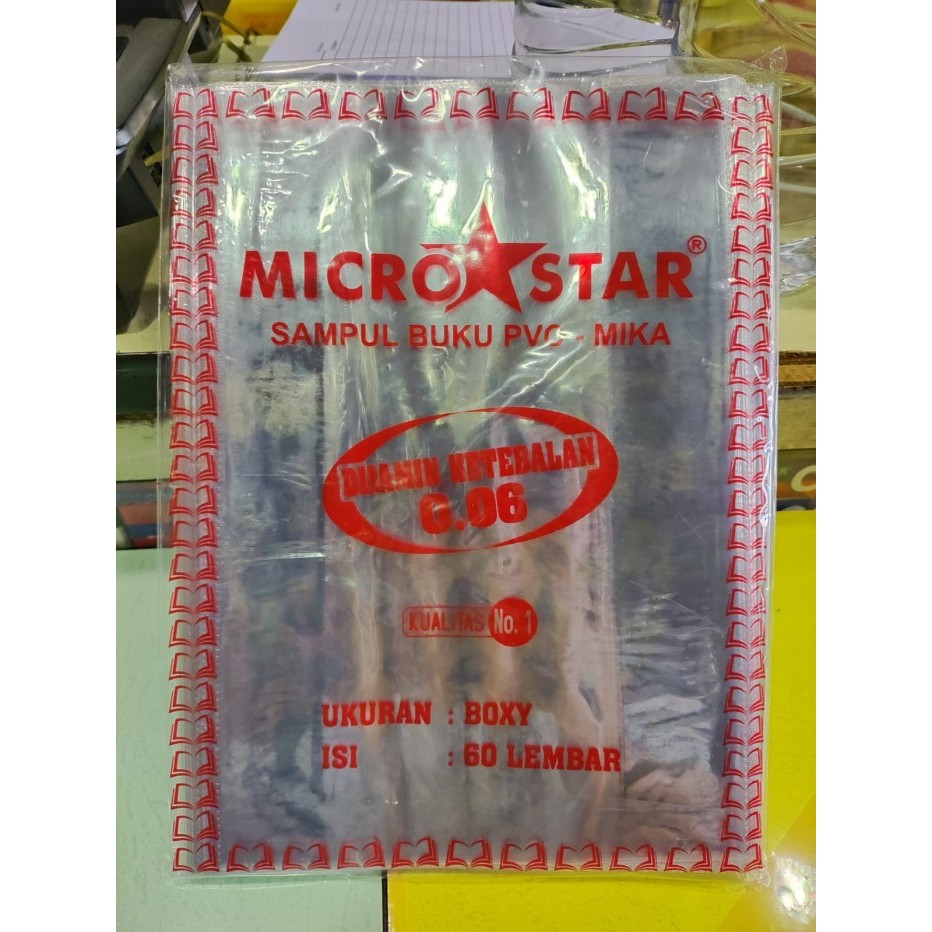 MICRO STAR ®
SAMPUL BUKU PVC - MIKA
DIJAMIN KETEBALAN
0.06
KUALITAS No. 1
UKURAN : BOXY
ISI : 60 LEMBAR